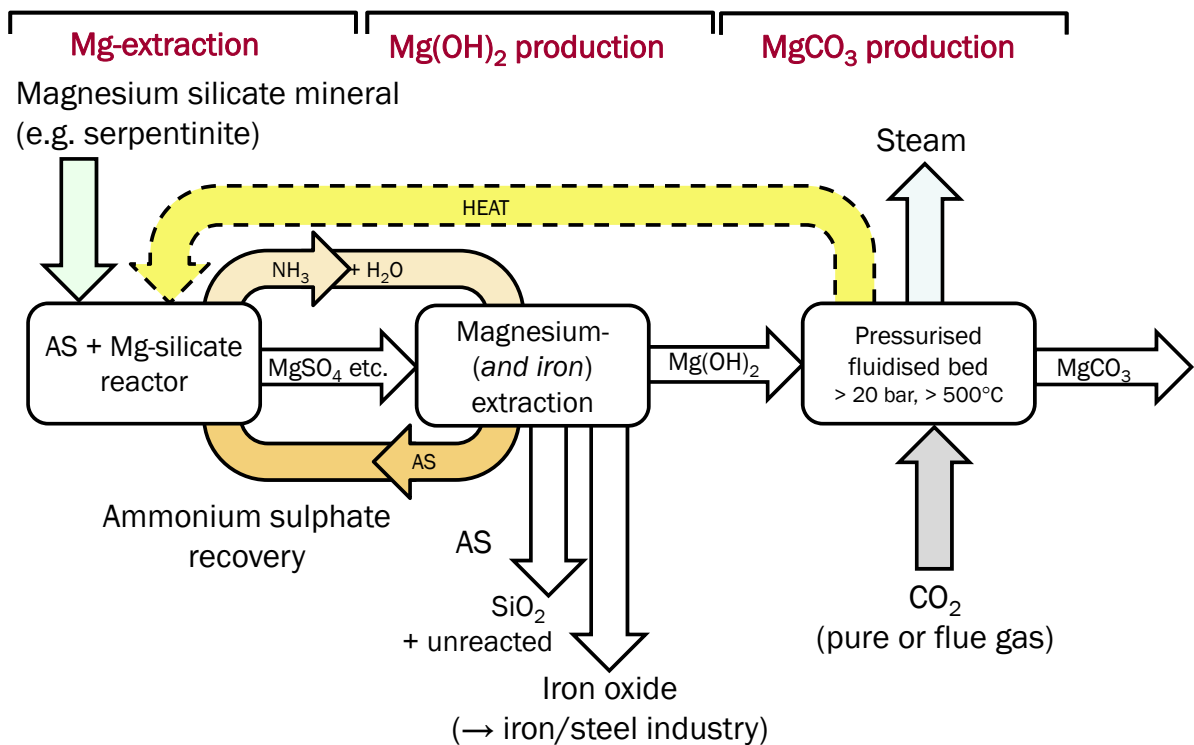 Mg-extraction
Mg(OH)₂ production
MgCO₃ production
Magnesium silicate mineral
(e.g. serpentinite)
Steam
HEAT
NH₃ + H₂O
AS + Mg-silicate
reactor
MgSO₄ etc.
Magnesium-
(and iron)
extraction
Mg(OH)₂
Pressurised
fluidised bed
> 20 bar, > 500°C
MgCO₃
AS
Ammonium sulphate
recovery
AS
SiO₂
+ unreacted
CO₂
(pure or flue gas)
Iron oxide
(→ iron/steel industry)